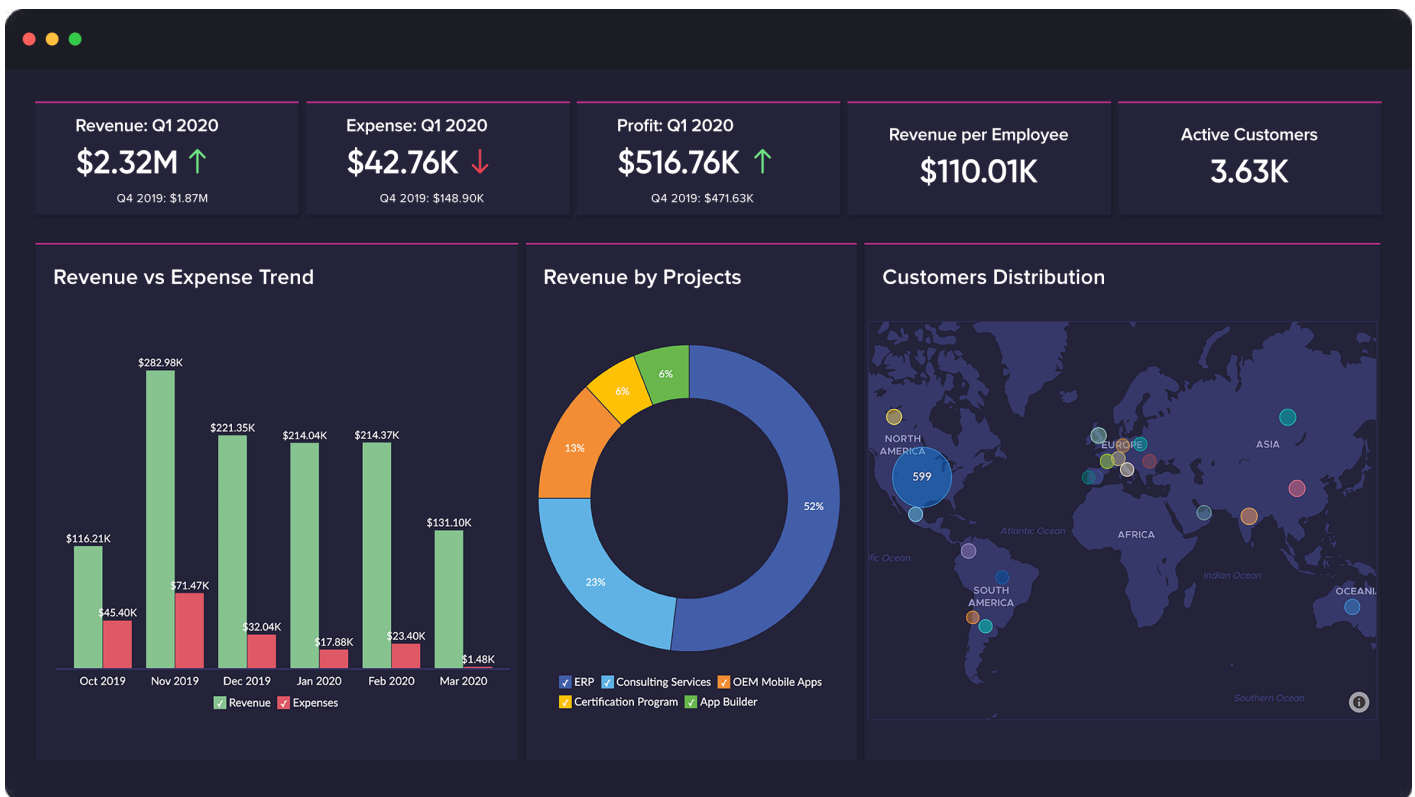 Revenue: Q1 2020
$2.32M
Q4 2019: $1.87M
Expense: Q1 2020
$42.76K
Q4 2019: $148.90K
Profit: Q1 2020
$516.76K
Q4 2019: $471.63K
Revenue per Employee
$110.01K
Active Customers
3.63K
Revenue vs Expense Trend
$282.98K
$221.35K
$214.04K
$214.37K
$131.10K
$116.21K
$71.47K
$45.40K
$32.04K
$17.88K
$23.40K
$1.48K
Oct 2019 Nov 2019 Dec 2019 Jan 2020 Feb 2020 Mar 2020
Revenue Expenses
Revenue by Projects
6%
6%
13%
52%
23%
ERP Consulting Services OEM Mobile Apps
Certification Program App Builder
Customers Distribution
NORTH
AMERICA
EUROPE
ASIA
599
Atlantic Ocean
AFRICA
ific Ocean
Indian Ocean
SOUTH
AMERICA
OCEANI
Southern Ocean
i